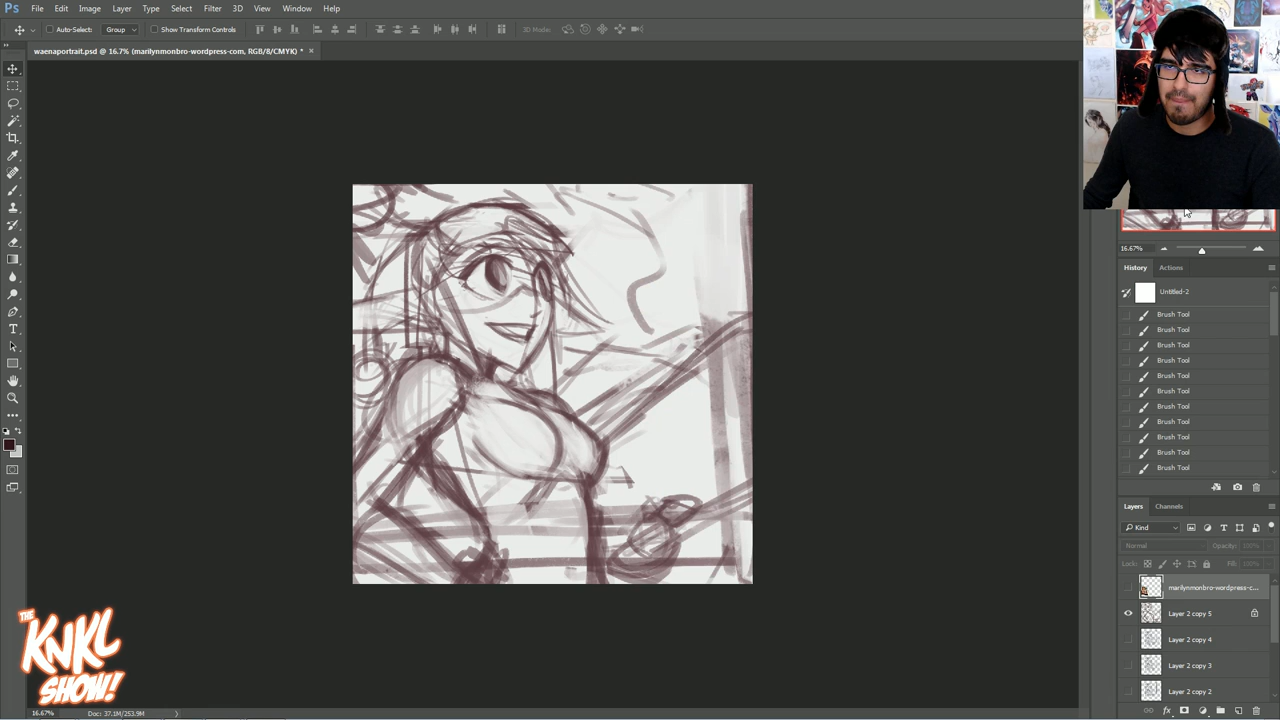 Ps File Edit Image Layer Type Select Filter 3D View Window Help
Auto-Select: Group Show Transform Controls 3D Mode:
waenaportrait.psd @ 16.7% (marilynmonbro-wordpress-com, RGB/8/CMYK) * ×
16.67%
History Actions
Untitled-2
Brush Tool
Brush Tool
Brush Tool
Brush Tool
Brush Tool
Brush Tool
Brush Tool
Brush Tool
Brush Tool
Brush Tool
Brush Tool
Layers Channels
Kind
Normal Opacity: 100%
Lock: Fill: 100%
marilynmonbro-wordpress-c...
Layer 2 copy 5
Layer 2 copy 4
Layer 2 copy 3
Layer 2 copy 2
THE
KNKL
SHOW!
16.67% Doc: 37.1M/253.9M